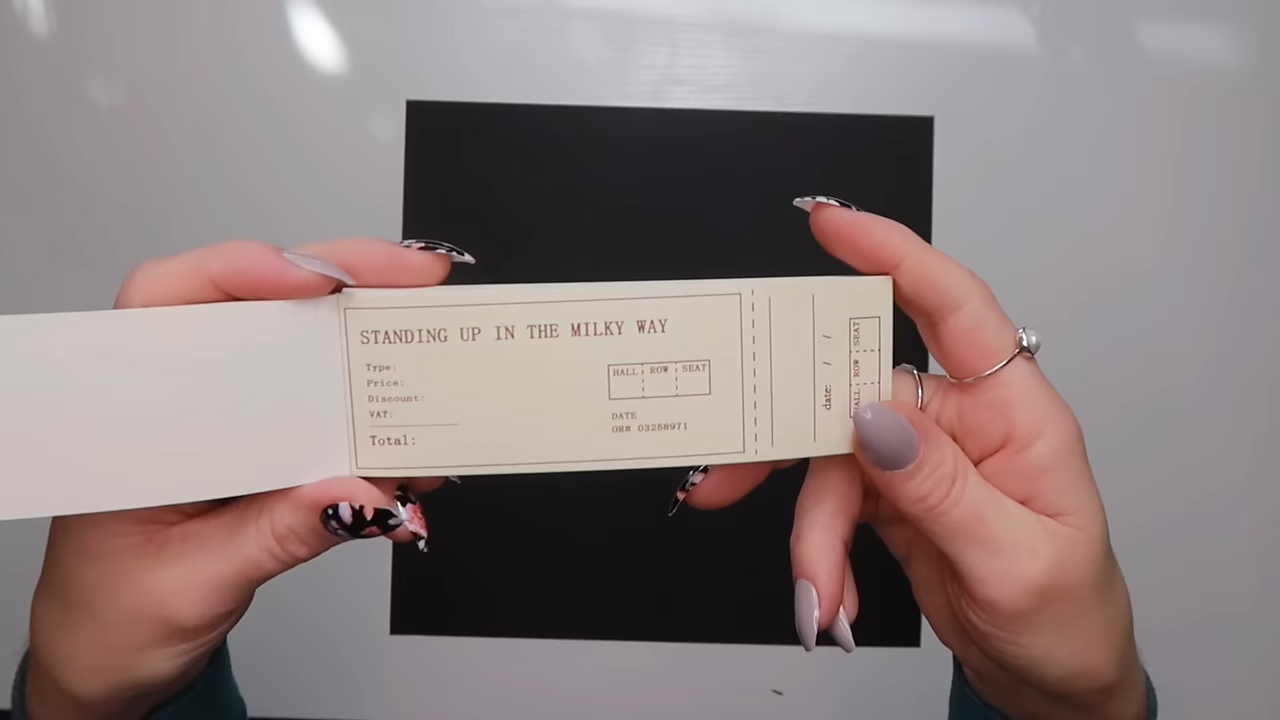 STANDING UP IN THE MILKY WAY
Type:
Price:
Discount:
VAT:
Total:
HALL ROW SEAT
DATE
OR# 03258971
date: / /
ROW SEAT